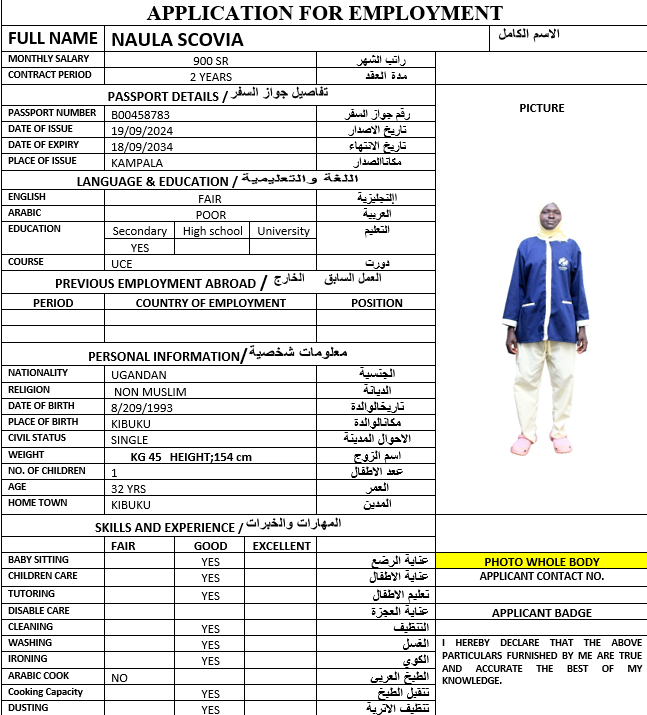 APPLICATION FOR EMPLOYMENT
FULL NAME NAULA SCOVIA الاسم الكامل
MONTHLY SALARY 900 SR راتب الشهر
CONTRACT PERIOD 2 YEARS مدة العقد
PASSPORT DETAILS / تفاصيل جواز السفر
PICTURE
PASSPORT NUMBER B00458783 رقم جواز السفر
DATE OF ISSUE 19/09/2024 تاريخ الاصدار
DATE OF EXPIRY 18/09/2034 تاريخ الانتهاء
PLACE OF ISSUE KAMPALA مكاناالصدار
LANGUAGE & EDUCATION / اللغة والتعليمية
ENGLISH FAIR اإلنجليزية
ARABIC POOR العربية
EDUCATION Secondary High school University التعليم
YES
COURSE UCE دورت
PREVIOUS EMPLOYMENT ABROAD / العمل السابق الخارج
PERIOD COUNTRY OF EMPLOYMENT POSITION
PERSONAL INFORMATION/ معلومات شخصية
NATIONALITY UGANDAN الجنسية
RELIGION NON MUSLIM الديانة
DATE OF BIRTH 8/209/1993 تاريخالوالدة
PLACE OF BIRTH KIBUKU مكانالوالدة
CIVIL STATUS SINGLE الاحوال المدينة
WEIGHT KG 45 HEIGHT;154 cm اسم الزوج
NO. OF CHILDREN 1 عدد الاطفال
AGE 32 YRS العمر
HOME TOWN KIBUKU المدين
SKILLS AND EXPERIENCE / المهارات والخبرات
FAIR GOOD EXCELLENT
BABY SITTING YES عناية الرضع
PHOTO WHOLE BODY
CHILDREN CARE YES عناية الاطفال
APPLICANT CONTACT NO.
TUTORING YES تعليم الاطفال
DISABLE CARE عناية العجزة
APPLICANT BADGE
CLEANING YES التنظيف
WASHING YES الغسل
IRONING YES الكوي
ARABIC COOK NO الطبخ العربي
Cooking Capacity YES تتقبل الطبخ
DUSTING YES تنظيف الاتربة
I HEREBY DECLARE THAT THE ABOVE
PARTICULARS FURNISHED BY ME ARE TRUE
AND ACCURATE THE BEST OF MY
KNOWLEDGE.